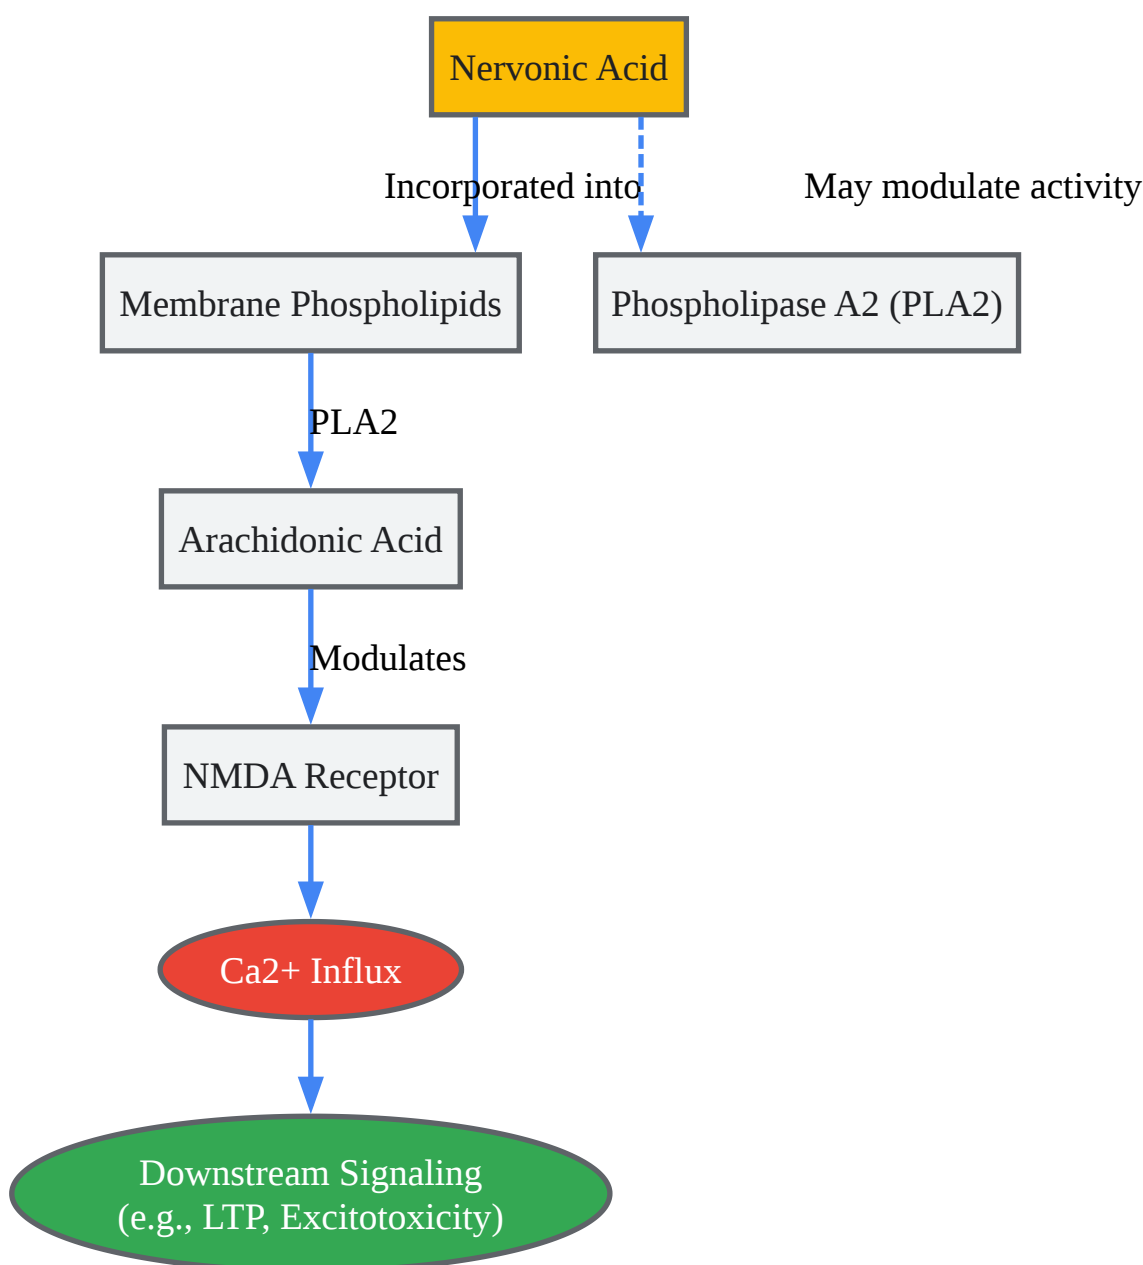 Nervonic Acid
Incorporated into
May modulate activity
Membrane Phospholipids
Phospholipase A2 (PLA2)
PLA2
Arachidonic Acid
Modulates
NMDA Receptor
Ca2+ Influx
Downstream Signaling
(e.g., LTP, Excitotoxicity)